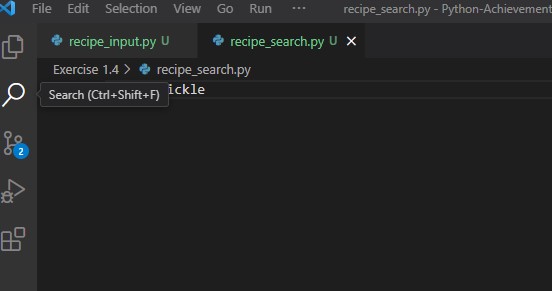 File Edit Selection View Go Run ··· recipe_search.py - Python-Achievement
recipe_input.py U recipe_search.py U
Exercise 1.4 > recipe_search.py
Search (Ctrl+Shift+F) ickle
2